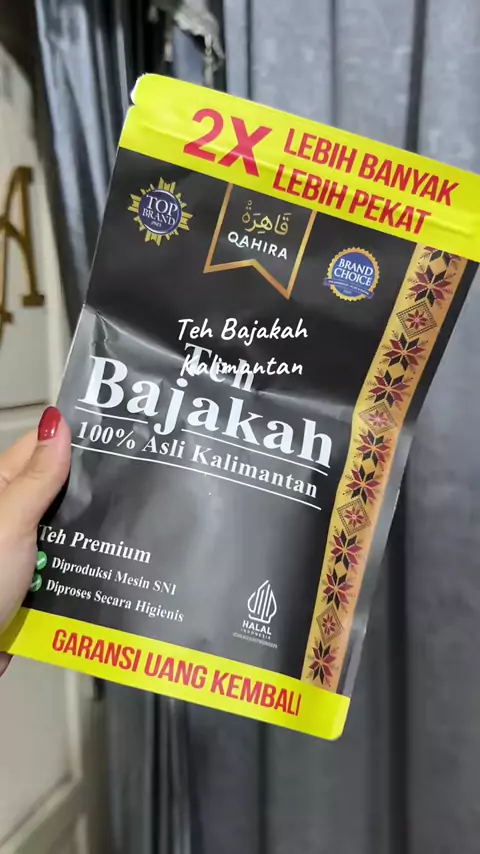 2X
LEBIH BANYAK
LEBIH PEKAT
TOP
BRAND
قاهرة
QAHIRA
BRAND
CHOICE
Teh Bajakah
Kalimantan
Teh
Bajakah
100% Asli Kalimantan
Teh Premium
Diproduksi Mesin SNI
Diproses Secara Higienis
HALAL
INDONESIA
GARANSI UANG KEMBALI